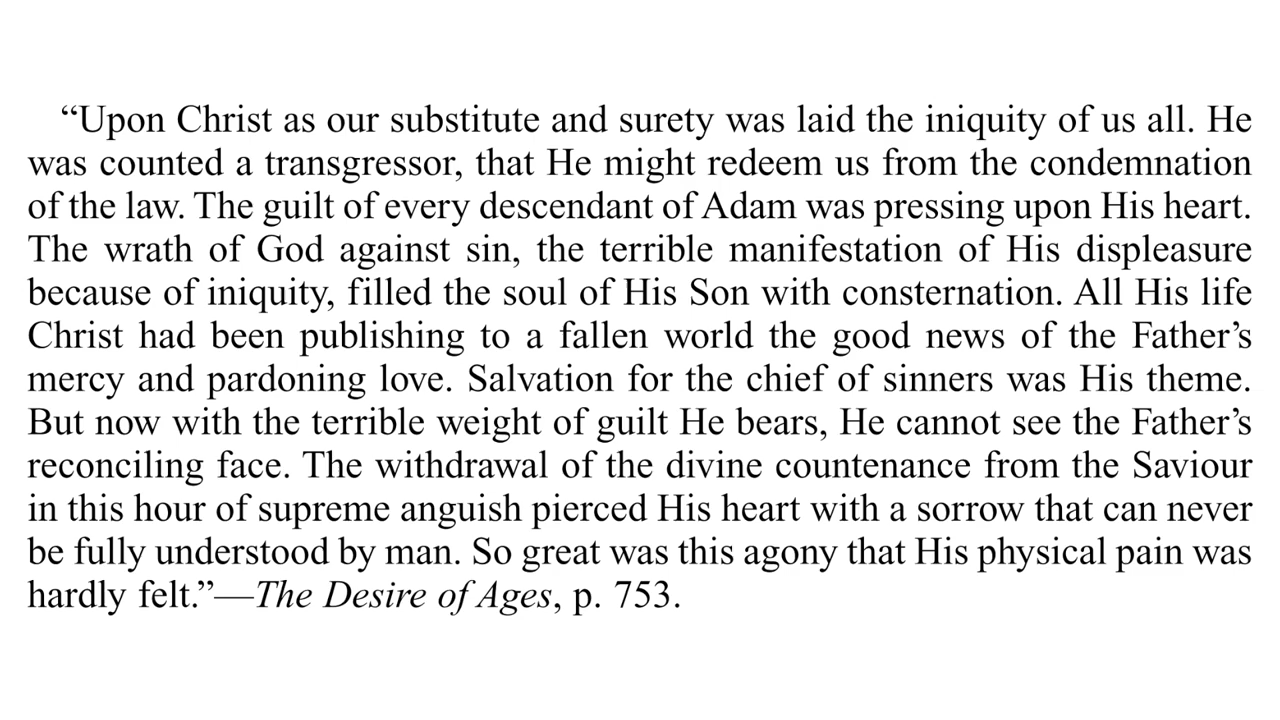 “Upon Christ as our substitute and surety was laid the iniquity of us all. He
was counted a transgressor, that He might redeem us from the condemnation
of the law. The guilt of every descendant of Adam was pressing upon His heart.
The wrath of God against sin, the terrible manifestation of His displeasure
because of iniquity, filled the soul of His Son with consternation. All His life
Christ had been publishing to a fallen world the good news of the Father’s
mercy and pardoning love. Salvation for the chief of sinners was His theme.
But now with the terrible weight of guilt He bears, He cannot see the Father’s
reconciling face. The withdrawal of the divine countenance from the Saviour
in this hour of supreme anguish pierced His heart with a sorrow that can never
be fully understood by man. So great was this agony that His physical pain was
hardly felt.”—The Desire of Ages, p. 753.